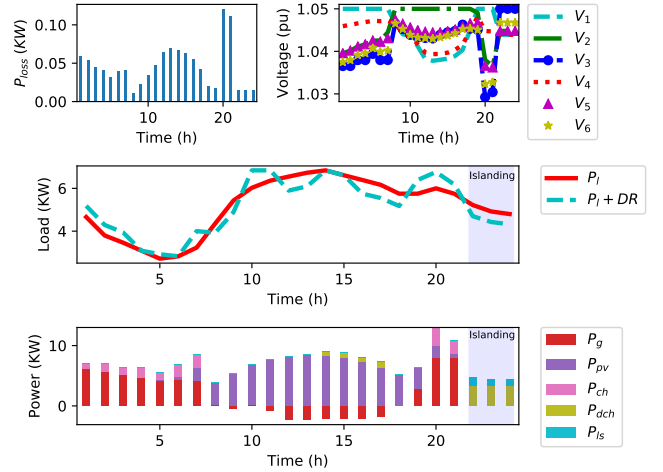 P_loss (KW)
0.10
0.05
0.00
10
20
Time (h)
Voltage (pu)
1.05
1.04
1.03
0
10
20
Time (h)
V_1
V_2
V_3
V_4
V_5
V_6
Load (KW)
6
4
5
10
15
20
Time (h)
Islanding
P_l
P_l + DR
Power (KW)
10
0
5
10
15
20
Time (h)
Islanding
P_g
P_pv
P_ch
P_dch
P_ls